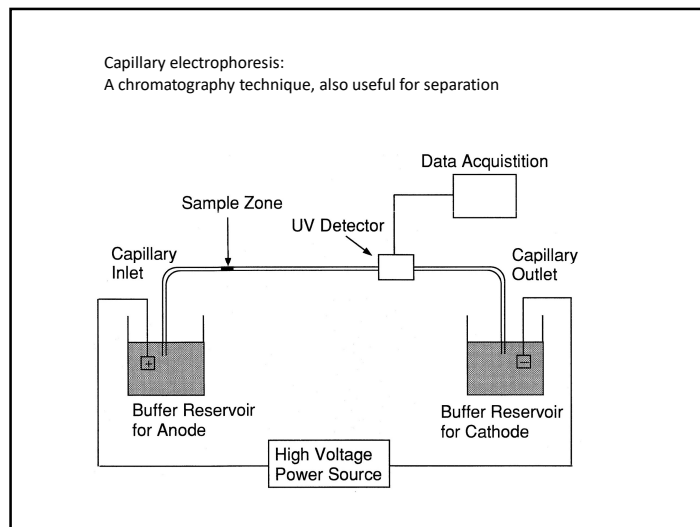 Capillary electrophoresis:
A chromatography technique, also useful for separation
Data Acquistition
Sample Zone
UV Detector
Capillary
Inlet
Capillary
Outlet
+
−
Buffer Reservoir
for Anode
Buffer Reservoir
for Cathode
High Voltage
Power Source